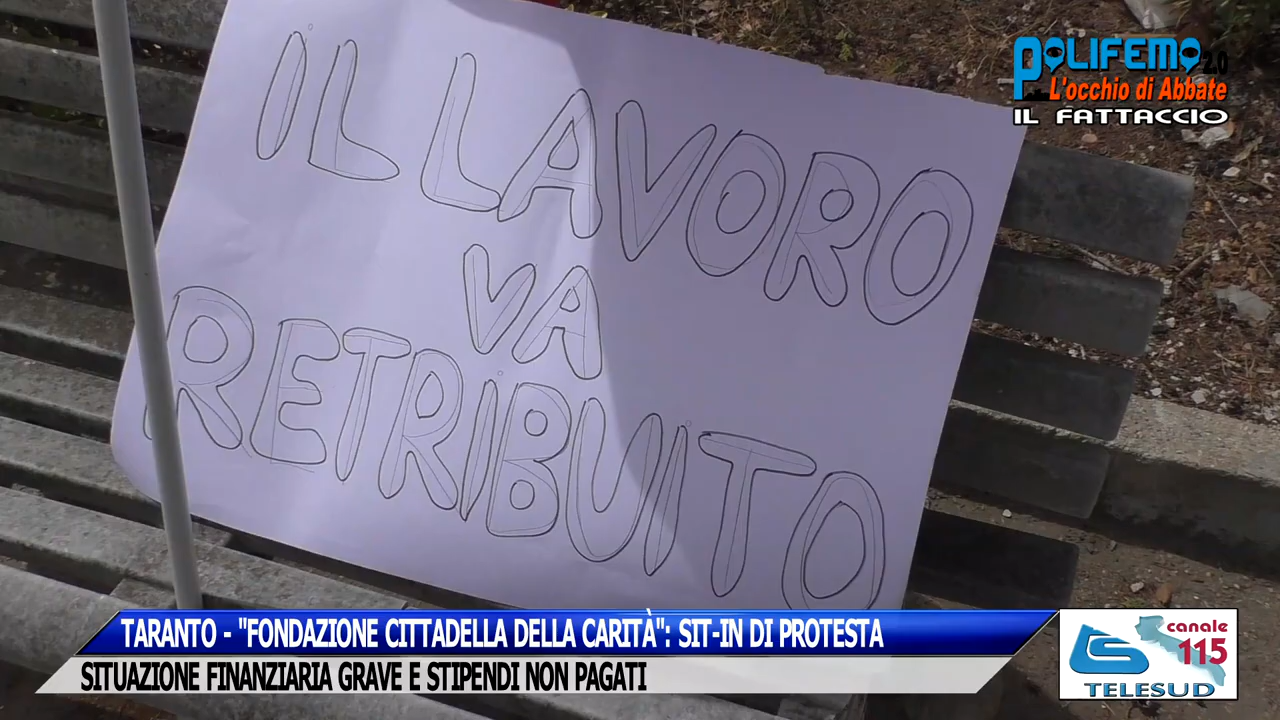 POLIFEMO 2.0
L'occhio di Abbate
IL FATTACCIO
IL LAVORO
VA
RETRIBUITO
TARANTO - "FONDAZIONE CITTADELLA DELLA CARITÀ": SIT-IN DI PROTESTA
SITUAZIONE FINANZIARIA GRAVE E STIPENDI NON PAGATI
canale
115
TELESUD